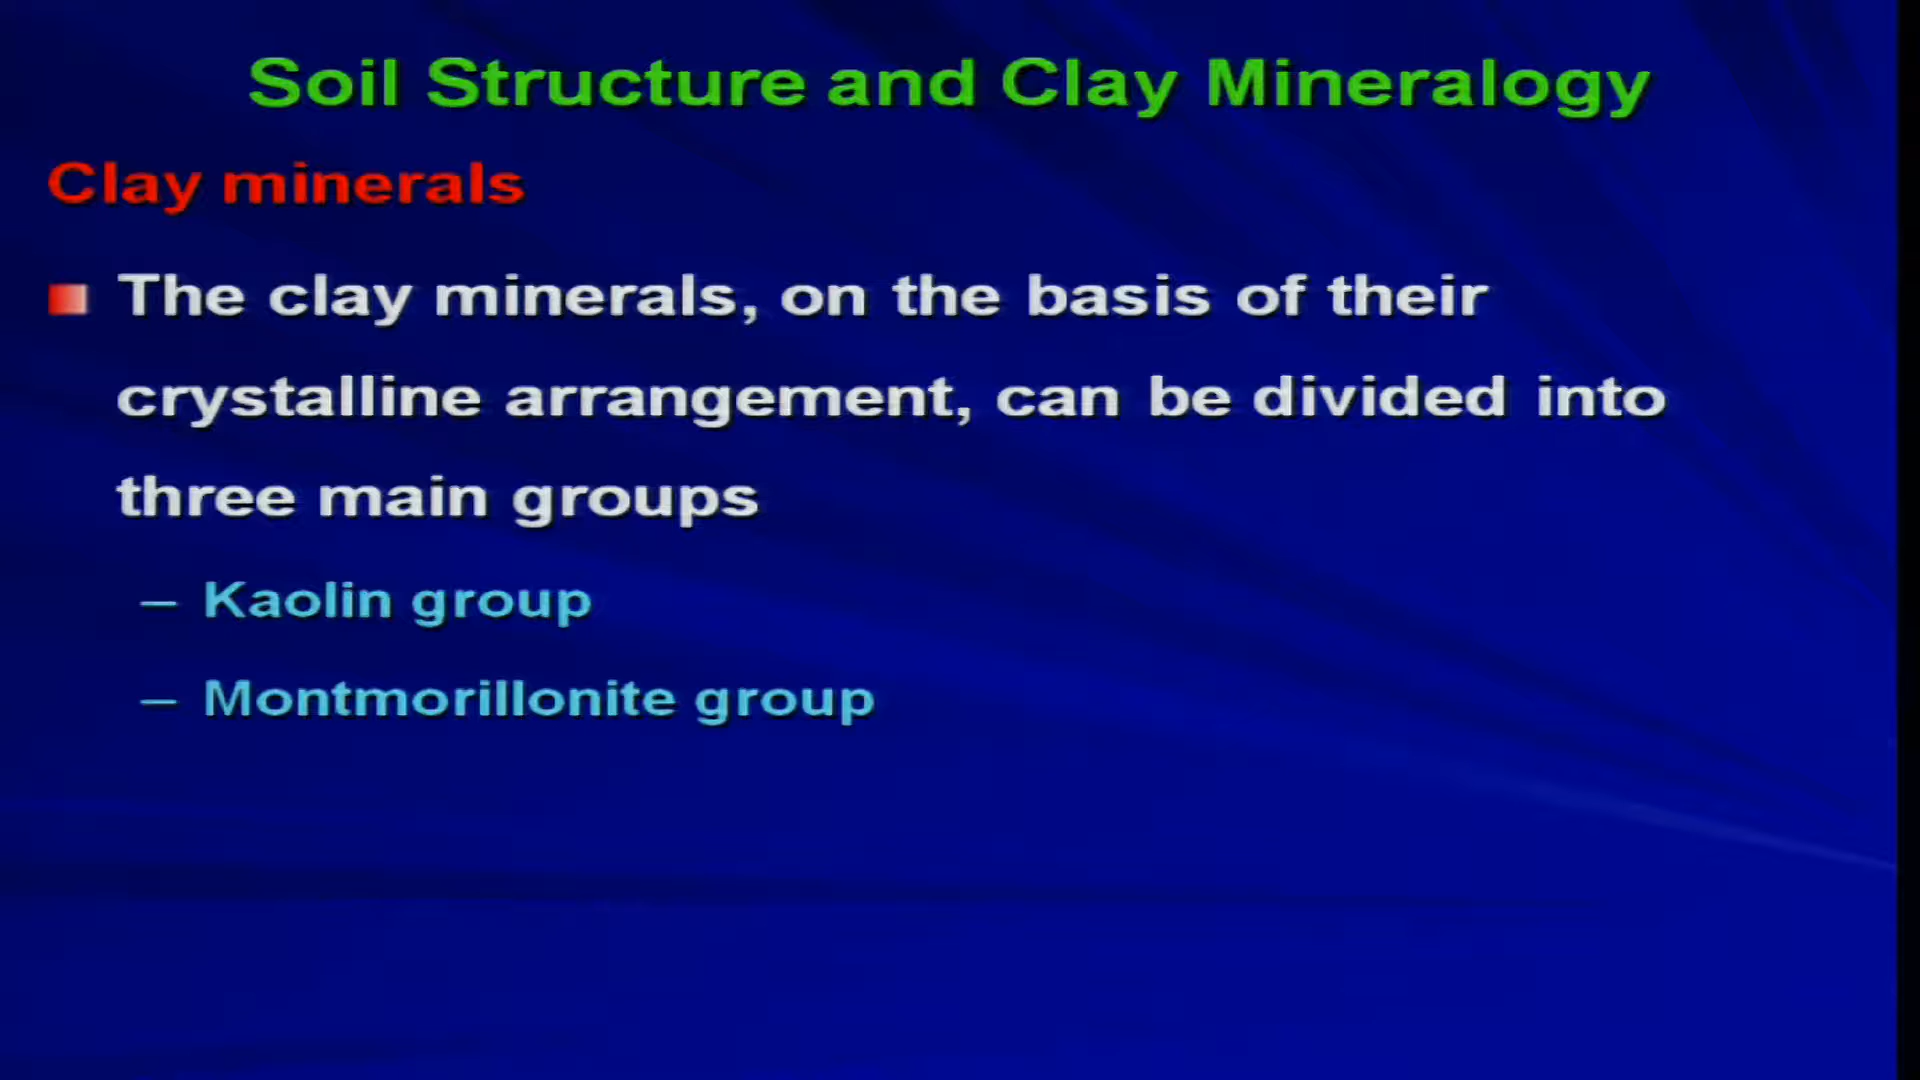 Soil Structure and Clay Mineralogy
Clay minerals
The clay minerals, on the basis of their
crystalline arrangement, can be divided into
three main groups
– Kaolin group
– Montmorillonite group